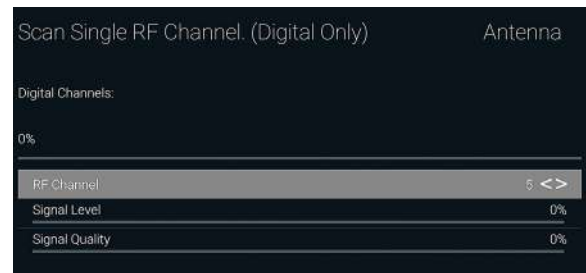 Scan Single RF Channel. (Digital Only) Antenna
Digital Channels:
0%
RF Channel 5 <>
Signal Level 0%
Signal Quality 0%